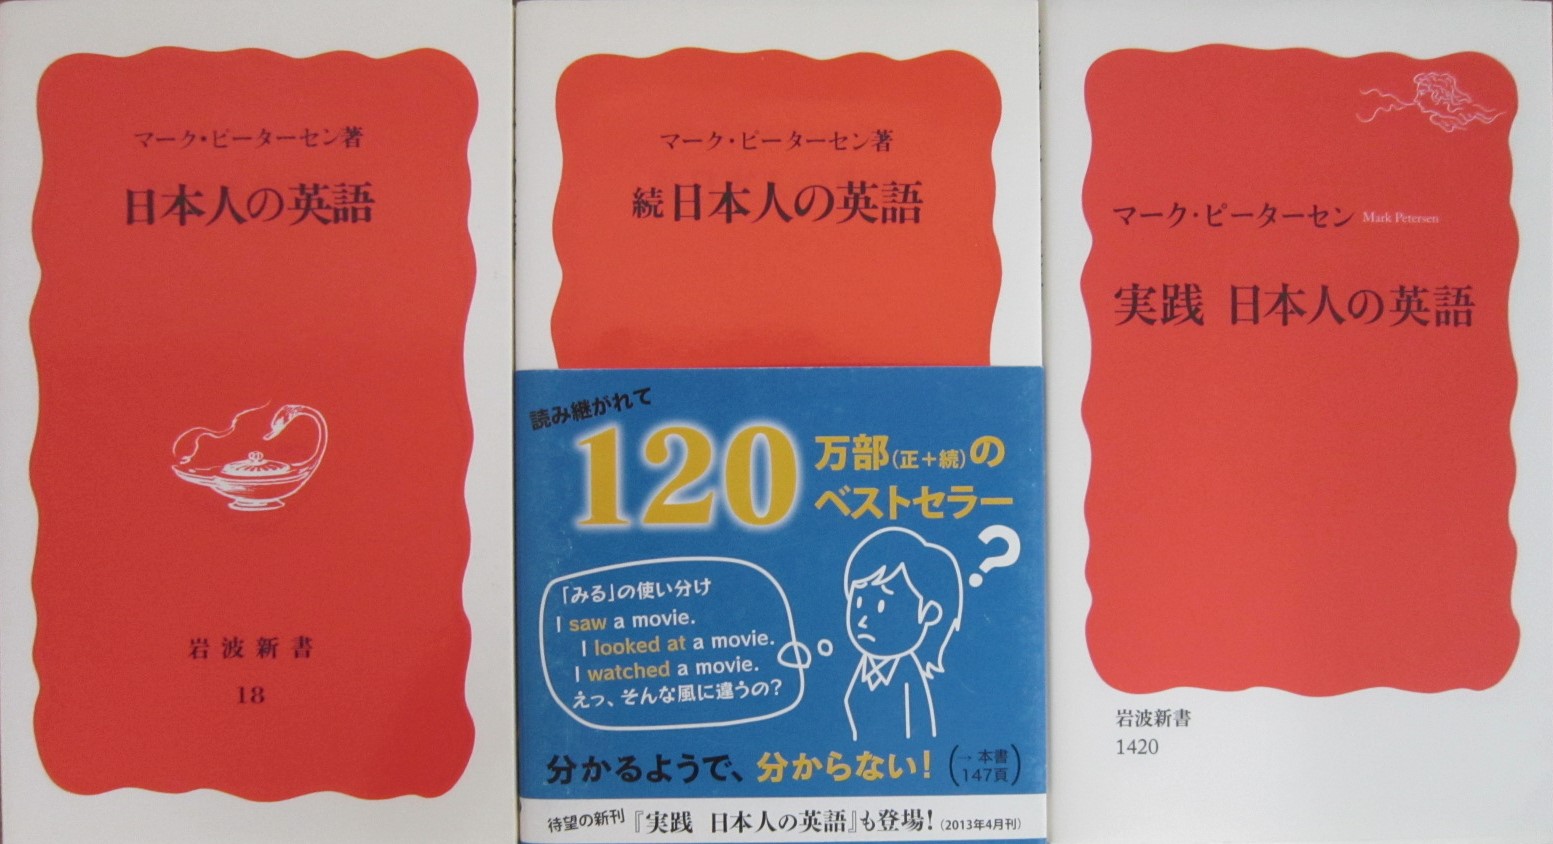 マーク・ピーターセン著
日本人の英語
岩波新書
18
マーク・ピーターセン著
続 日本人の英語
読み継がれて
120万部(正+続)の
ベストセラー
?
「みる」の使い分け
I saw a movie.
I looked at a movie.
I watched a movie.
えっ、そんな風に違うの?
分かるようで、分からない!(→本書147頁)
待望の新刊『実践 日本人の英語』も登場!(2013年4月刊)
マーク・ピーターセン Mark Petersen
実践 日本人の英語
岩波新書
1420